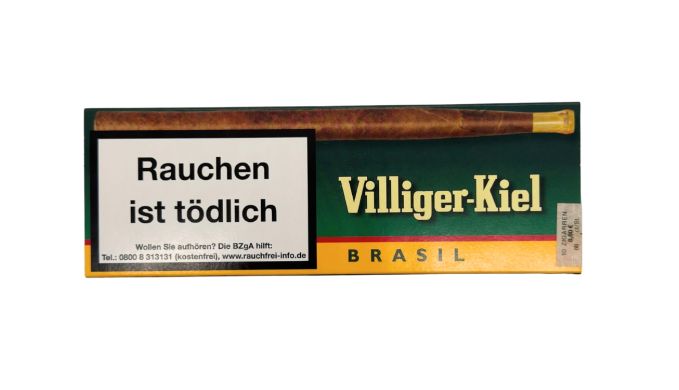 Rauchen
ist tödlich
Wollen Sie aufhören? Die BZgA hilft:
Tel.: 0800 8 313131 (kostenfrei), www.rauchfrei-info.de
Villiger-Kiel
BRASIL
10 ZIGARREN